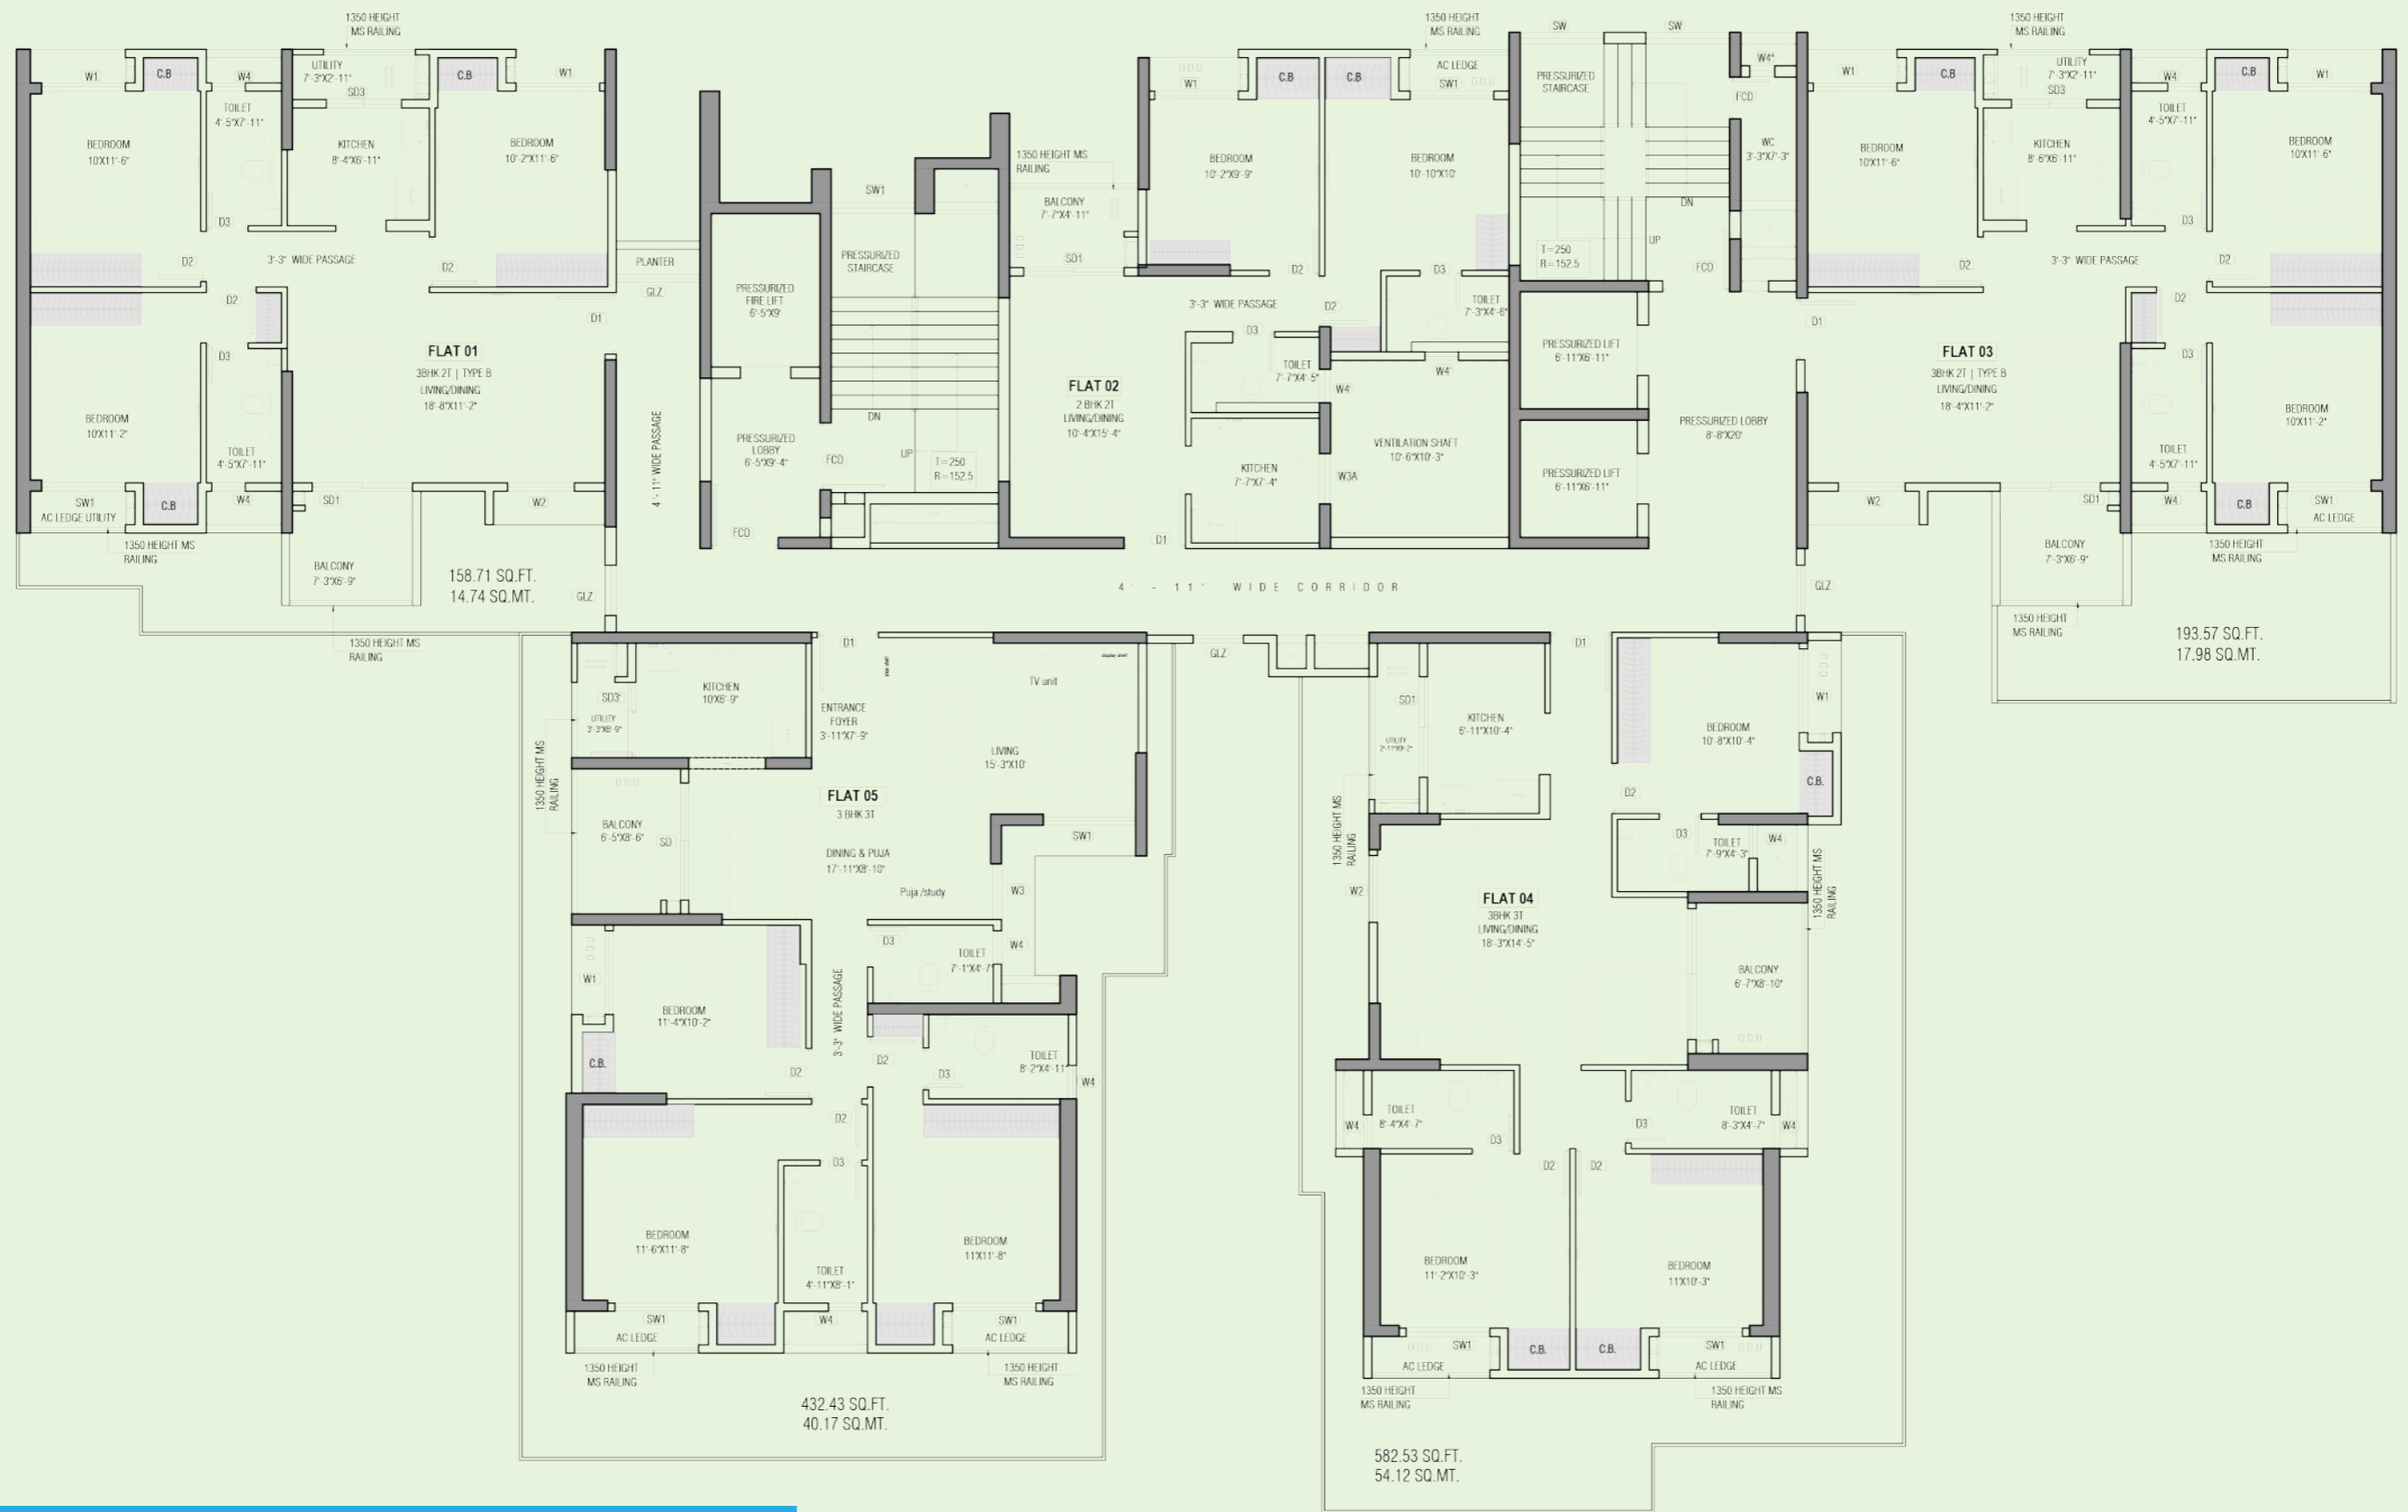 1350 HEIGHT
MS RAILING
W1
C.B
W4
UTILITY
7'-3"X2'-11"
SD3
C.B
W1
TOILET
4'-5"X7'-11"
BEDROOM
10'X11'-6"
KITCHEN
8'-4"X6'-11"
BEDROOM
10'-2"X11'-6"
D3
D2
3'-3" WIDE PASSAGE
D2
D2
D1
D3
FLAT 01
3BHK 2T | TYPE B
LIVING/DINING
18'-8"X11'-2"
BEDROOM
10'X11'-2"
TOILET
4'-5"X7'-11"
SW1
AC LEDGE UTILITY
C.B
W4
SD1
W2
1350 HEIGHT MS
RAILING
BALCONY
7'-3"X6'-9"
158.71 SQ.FT.
14.74 SQ.MT.
GLZ
1350 HEIGHT MS
RAILING
PLANTER
GLZ
4'- 11" WIDE PASSAGE
PRESSURIZED
FIRE LIFT
6'-5"X9'
PRESSURIZED
LOBBY
6'-5"X9'-4"
FCD
FCD
SW1
PRESSURIZED
STAIRCASE
DN
UP
T=250
R=152.5
1350 HEIGHT MS
RAILING
BALCONY
7'-7"X4'-11"
SD1
1350 HEIGHT
MS RAILING
O.D.U
W1
C.B
C.B
AC LEDGE
SW1
BEDROOM
10'-2"X9'-9"
BEDROOM
10'-10"X10'
D2
D3
3'-3" WIDE PASSAGE
D2
D3
TOILET
7'-3"X4'-6"
TOILET
7'-7"X4'-5"
W4
W4
FLAT 02
2 BHK 2T
LIVING/DINING
10'-4"X15'-4"
VENTILATION SHAFT
10'-6"X10'-3"
KITCHEN
7'-7"X7'-4"
W3A
D1
SW
SW
PRESSURIZED
STAIRCASE
W4*
FCD
WC
3'-3"X7'-3"
DN
UP
T=250
R=152.5
FCD
PRESSURIZED LIFT
6'-11"X6'-11"
PRESSURIZED LOBBY
8'-8"X20'
PRESSURIZED LIFT
6'-11"X6'-11"
1350 HEIGHT
MS RAILING
W1
C.B
UTILITY
7'-3"X2'-11"
SD3
W4
C.B
W1
TOILET
4'-5"X7'-11"
BEDROOM
10'X11'-6"
KITCHEN
8'-6"X6'-11"
BEDROOM
10'X11'-6"
D3
D2
3'-3" WIDE PASSAGE
D2
D2
D1
D3
FLAT 03
3BHK 2T | TYPE B
LIVING/DINING
18'-4"X11'-2"
BEDROOM
10'X11'-2"
TOILET
4'-5"X7'-11"
W2
SD1
W4
C.B
SW1
AC LEDGE
BALCONY
7'-3"X6'-9"
1350 HEIGHT
MS RAILING
GLZ
1350 HEIGHT
MS RAILING
193.57 SQ.FT.
17.98 SQ.MT.
4' - 11" WIDE CORRIDOR
D1
KITCHEN
10'X6'-9"
SD3'
UTILITY
3'-3"X6'-9"
ENTRANCE
FOYER
3'-11"X7'-9"
TV unit
LIVING
15'-3"X10'
1350 HEIGHT MS
RAILING
O.D.U
BALCONY
6'-5"X8'-6"
SD
FLAT 05
3 BHK 3T
DINING & PUJA
17'-11"X8'-10"
Puja /study
SW1
W3
D3
TOILET
7'-1"X4'-7"
W4
O.D.U
W1
BEDROOM
11'-4"X10'-2"
3'-3" WIDE PASSAGE
C.B.
D2
D2
D3
TOILET
8'-2"X4'-11"
W4
D2
D3
BEDROOM
11'-6"X11'-8"
TOILET
4'-11"X8'-1"
BEDROOM
11'X11'-8"
SW1
AC LEDGE
W4
SW1
AC LEDGE
1350 HEIGHT
MS RAILING
1350 HEIGHT
MS RAILING
432.43 SQ.FT.
40.17 SQ.MT.
GLZ
D1
SD1
KITCHEN
6'-11"X10'-4"
UTILITY
2'-11"X9'-2"
BEDROOM
10'-8"X10'-4"
O.D.U
W1
C.B.
D2
1350 HEIGHT MS
RAILING
D3
TOILET
7'-9"X4'-3"
W4
1350 HEIGHT MS
RAILING
W2
FLAT 04
3BHK 3T
LIVING/DINING
18'-3"X14'-5"
BALCONY
6'-7"X8'-10"
O.D.U
TOILET
8'-4"X4'-7"
W4
D3
D3
TOILET
8'-3"X4'-7"
W4
D2
D2
BEDROOM
11'-2"X10'-3"
BEDROOM
11'X10'-3"
O.D.U
SW1
AC LEDGE
C.B.
C.B.
SW1
O.D.U
AC LEDGE
1350 HEIGHT
MS RAILING
1350 HEIGHT MS
RAILING
582.53 SQ.FT.
54.12 SQ.MT.